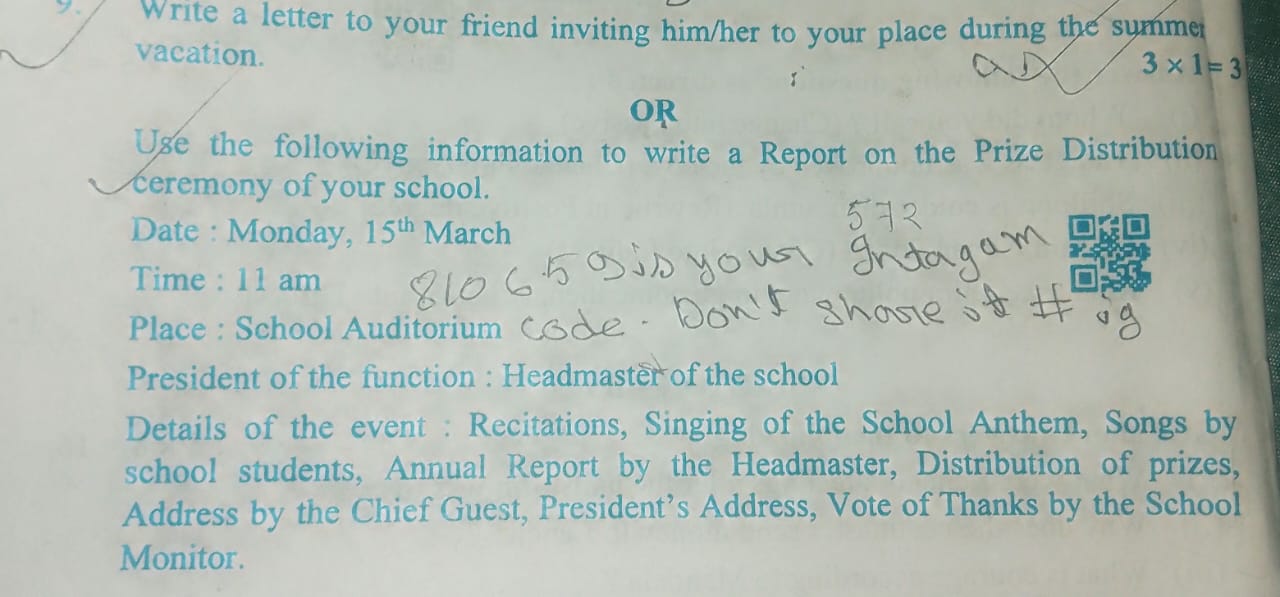 9. Write a letter to your friend inviting him/her to your place during the summer
vacation.
3 × 1= 3
OR
Use the following information to write a Report on the Prize Distribution
ceremony of your school.
Date : Monday, 15th March
572
Time : 11 am
81065 9 is your Intagam
Place : School Auditorium
code. Don't share it # ig
President of the function : Headmaster of the school
Details of the event : Recitations, Singing of the School Anthem, Songs by
school students, Annual Report by the Headmaster, Distribution of prizes,
Address by the Chief Guest, President's Address, Vote of Thanks by the School
Monitor.